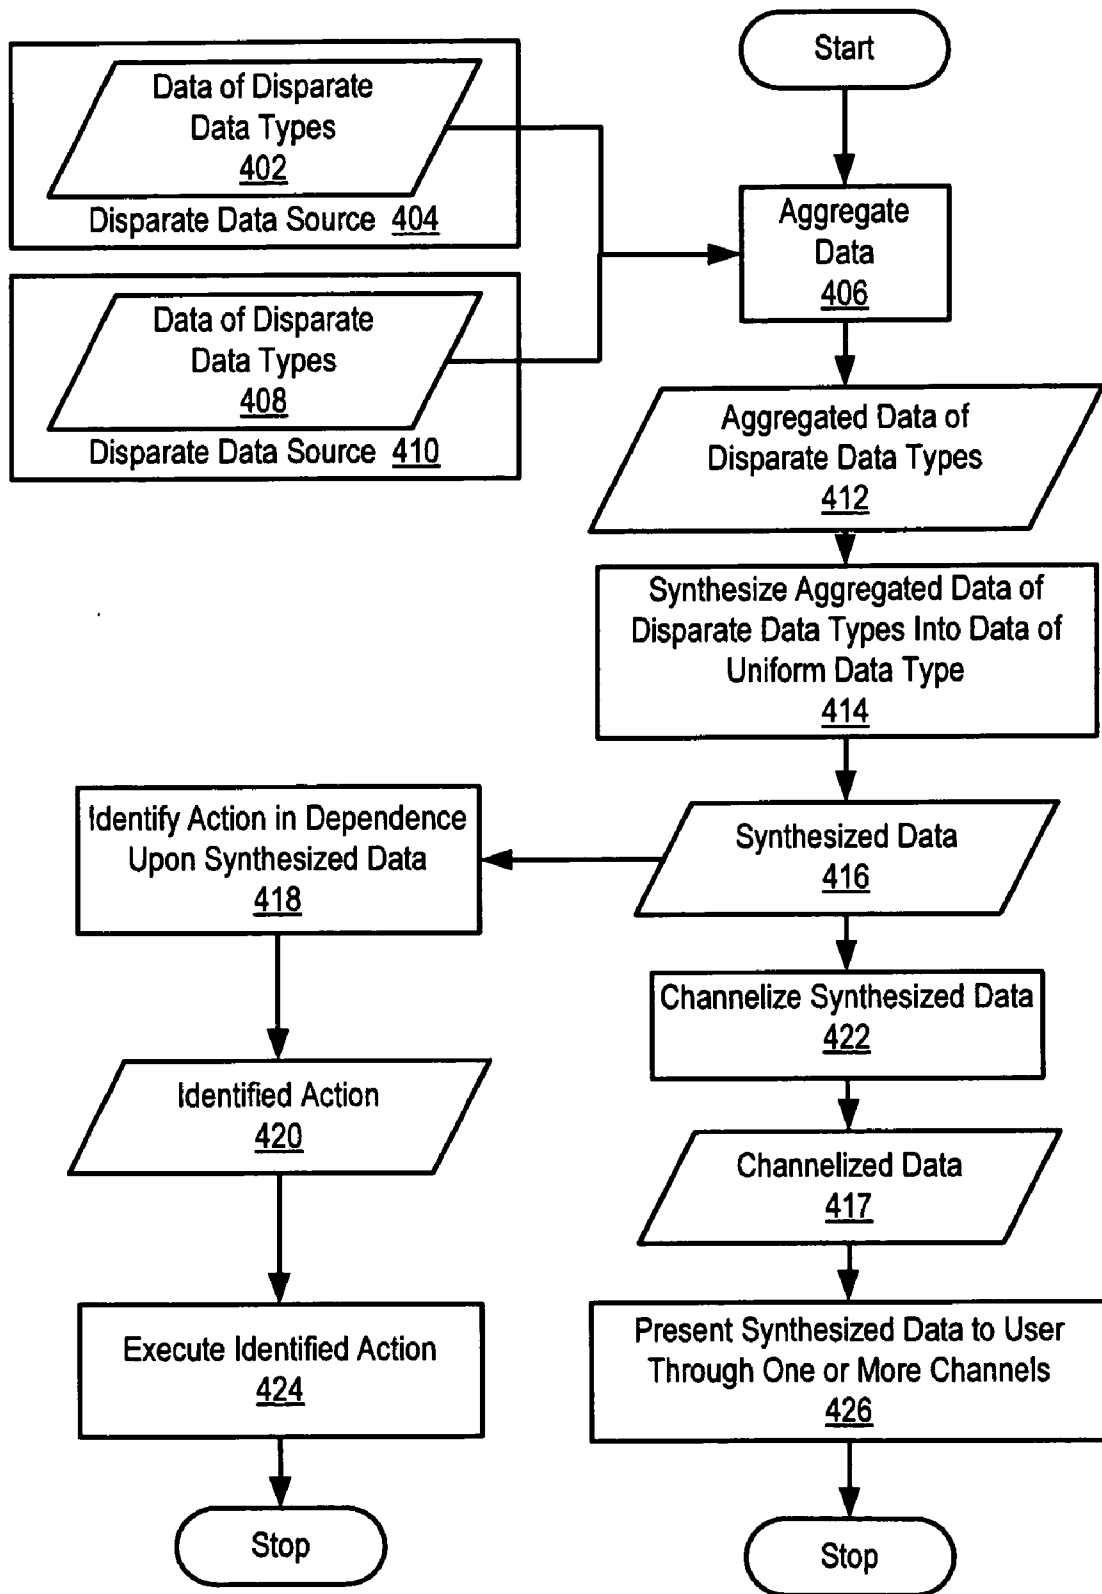 Start
Data of Disparate
Data Types
402
Disparate Data Source 404
Aggregate
Data
406
Data of Disparate
Data Types
408
Disparate Data Source 410
Aggregated Data of
Disparate Data Types
412
Synthesize Aggregated Data of
Disparate Data Types Into Data of
Uniform Data Type
414
Synthesized Data
416
Identify Action in Dependence
Upon Synthesized Data
418
Channelize Synthesized Data
422
Identified Action
420
Channelized Data
417
Execute Identified Action
424
Present Synthesized Data to User
Through One or More Channels
426
Stop
Stop